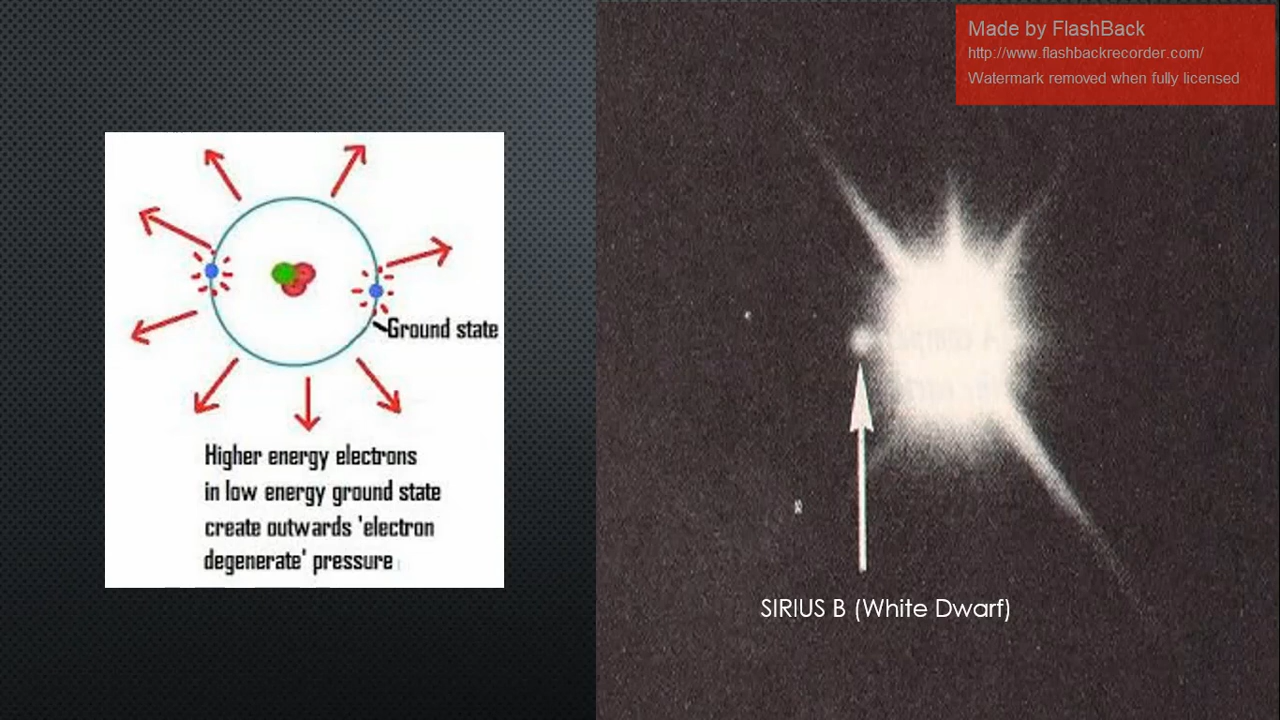 Made by FlashBack
http://www.flashbackrecorder.com/
Watermark removed when fully licensed
Ground state
Higher energy electrons
in low energy ground state
create outwards 'electron
degenerate' pressure
SIRIUS B (White Dwarf)